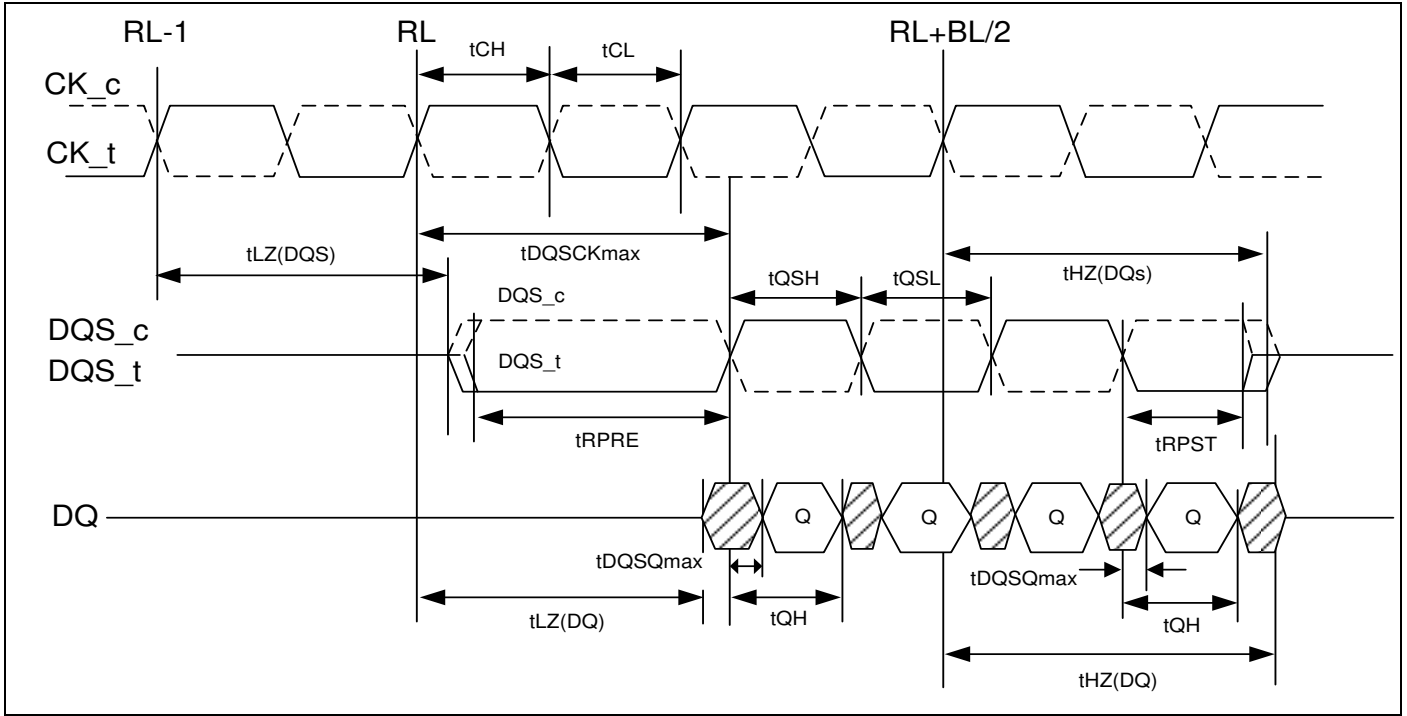 RL-1
RL
RL+BL/2
tCH
tCL
CK_c
CK_t
tLZ(DQS)
tDQSCKmax
tHZ(DQs)
tQSH
tQSL
DQS_c
DQS_c
DQS_t
DQS_t
tRPRE
tRPST
DQ
Q
Q
Q
Q
tDQSQmax
tDQSQmax
tLZ(DQ)
tQH
tQH
tHZ(DQ)